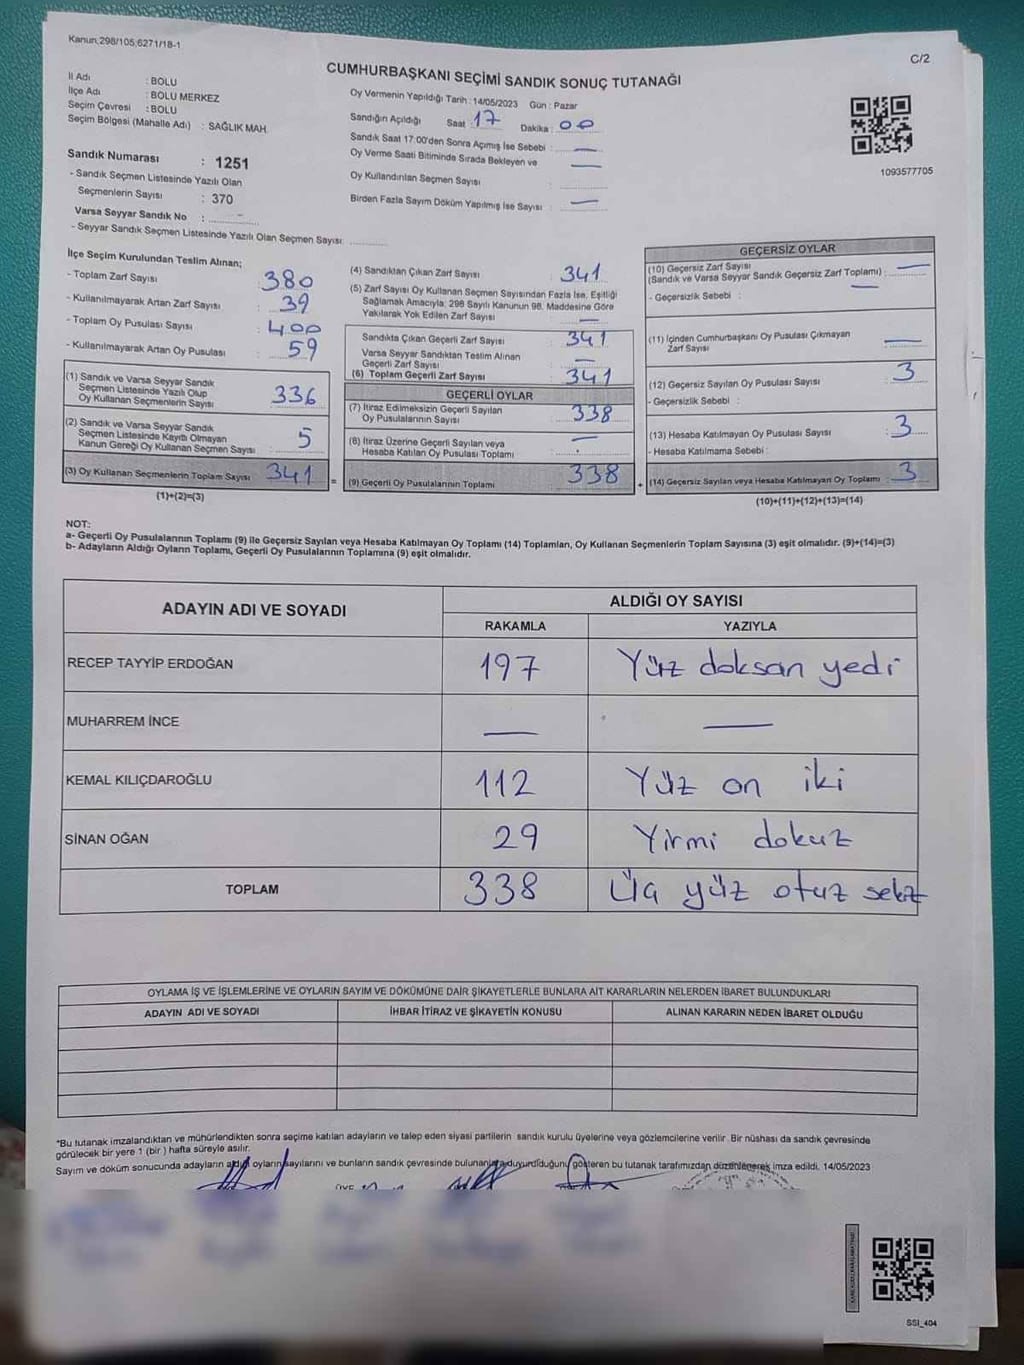 Kanun,298/105,6271/18-1
C/2
CUMHURBAŞKANI SEÇİMİ SANDIK SONUÇ TUTANAĞI
İl Adı : BOLU
İlçe Adı : BOLU MERKEZ
Seçim Çevresi : BOLU
Seçim Bölgesi (Mahalle Adı) : SAĞLIK MAH.
Sandık Numarası : 1251
- Sandık Seçmen Listesinde Yazılı Olan
Seçmenlerin Sayısı : 370
Varsa Seyyar Sandık No :
- Seyyar Sandık Seçmen Listesinde Yazılı Olan Seçmen Sayısı:
Oy Vermenin Yapıldığı Tarih : 14/05/2023 Gün : Pazar
Sandığın Açıldığı Saat 17 Dakika : 00
Sandık Saat 17:00'den Sonra Açımış İse Sebebi : —
Oy Verme Saati Bitiminde Sırada Bekleyen ve —
Oy Kullandırılan Seçmen Sayısı :
Birden Fazla Sayım Döküm Yapılmış İse Sayısı : —
1093577705
İlçe Seçim Kurulundan Teslim Alınan;
- Toplam Zarf Sayısı : 380
- Kullanılmayarak Artan Zarf Sayısı : 39
- Toplam Oy Pusulası Sayısı : 400
- Kullanılmayarak Artan Oy Pusulası : 59
(1) Sandık ve Varsa Seyyar Sandık
Seçmen Listesinde Yazılı Olup
Oy Kullanan Seçmenlerin Sayısı 336
(2) Sandık ve Varsa Seyyar Sandık
Seçmen Listesinde Kayıtlı Olmayan
Kanun Gereği Oy Kullanan Seçmen Sayısı 5
(3) Oy Kullanan Seçmenlerin Toplam Sayısı 341 =
(1)+(2)=(3)
(4) Sandıktan Çıkan Zarf Sayısı : 341
(5) Zarf Sayısı Oy Kullanan Seçmen Sayısından Fazla İse, Eşitliği
Sağlamak Amacıyla; 298 Sayılı Kanunun 98. Maddesine Göre
Yakılarak Yok Edilen Zarf Sayısı —
Sandıkta Çıkan Geçerli Zarf Sayısı : 341
Varsa Seyyar Sandıktan Teslim Alınan
Geçerli Zarf Sayısı : —
(6) Toplam Geçerli Zarf Sayısı : 341
GEÇERLİ OYLAR
(7) İtiraz Edilmeksizin Geçerli Sayılan
Oy Pusulalarının Sayısı : 338
(8) İtiraz Üzerine Geçerli Sayılan veya
Hesaba Katılan Oy Pusulası Toplamı : —
(9) Geçerli Oy Pusulalarının Toplamı : 338 +
GEÇERSİZ OYLAR
(10) Geçersiz Zarf Sayısı —
(Sandık ve Varsa Seyyar Sandık Geçersiz Zarf Toplamı) :
- Geçersizlik Sebebi : —
(11) İçinden Cumhurbaşkanı Oy Pusulası Çıkmayan
Zarf Sayısı : —
(12) Geçersiz Sayılan Oy Pusulası Sayısı : 3
- Geçersizlik Sebebi :
(13) Hesaba Katılmayan Oy Pusulası Sayısı : 3
- Hesaba Katılmama Sebebi :
(14) Geçersiz Sayılan veya Hesaba Katılmayan Oy Toplamı : 3
(10)+(11)+(12)+(13)=(14)
NOT:
a- Geçerli Oy Pusulalarının Toplamı (9) ile Geçersiz Sayılan veya Hesaba Katılmayan Oy Toplamı (14) Toplamları, Oy Kullanan Seçmenlerin Toplam Sayısına (3) eşit olmalıdır. (9)+(14)=(3)
b- Adayların Aldığı Oyların Toplamı, Geçerli Oy Pusulalarının Toplamına (9) eşit olmalıdır.
ADAYIN ADI VE SOYADI ALDIĞI OY SAYISI
RAKAMLA YAZIYLA
RECEP TAYYİP ERDOĞAN 197 Yüz doksan yedi
MUHARREM İNCE — —
KEMAL KILIÇDAROĞLU 112 Yüz on iki
SİNAN OĞAN 29 Yirmi dokuz
TOPLAM 338 Üç yüz otuz sekiz
OYLAMA İŞ VE İŞLEMLERİNE VE OYLARIN SAYIM VE DÖKÜMÜNE DAİR ŞİKAYETLERLE BUNLARA AİT KARARLARIN NELERDEN İBARET BULUNDUKLARI
ADAYIN ADI VE SOYADI İHBAR İTİRAZ VE ŞİKAYETİN KONUSU ALINAN KARARIN NEDEN İBARET OLDUĞU
*Bu tutanak imzalandıktan ve mühürlendikten sonra seçime katılan adayların ve talep eden siyasi partilerin sandık kurulu üyelerine veya gözlemcilerine verilir. Bir nüshası da sandık çevresinde
görülecek bir yere 1 (bir ) hafta süreyle asılır.
Sayım ve döküm sonucunda adayların aldığı oyların sayılarını ve bunların sandık çevresinde bulunanlara duyurulduğunu gösteren bu tutanak tarafımızdan düzenlenerek imza edildi. 14/05/2023
SSI_404